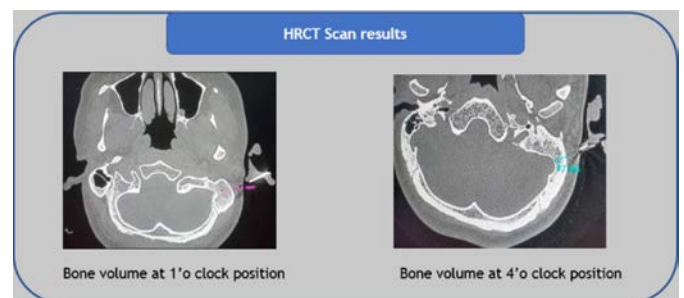 HRCT Scan results
Bone volume at 1'o clock position
Bone volume at 4'o clock position